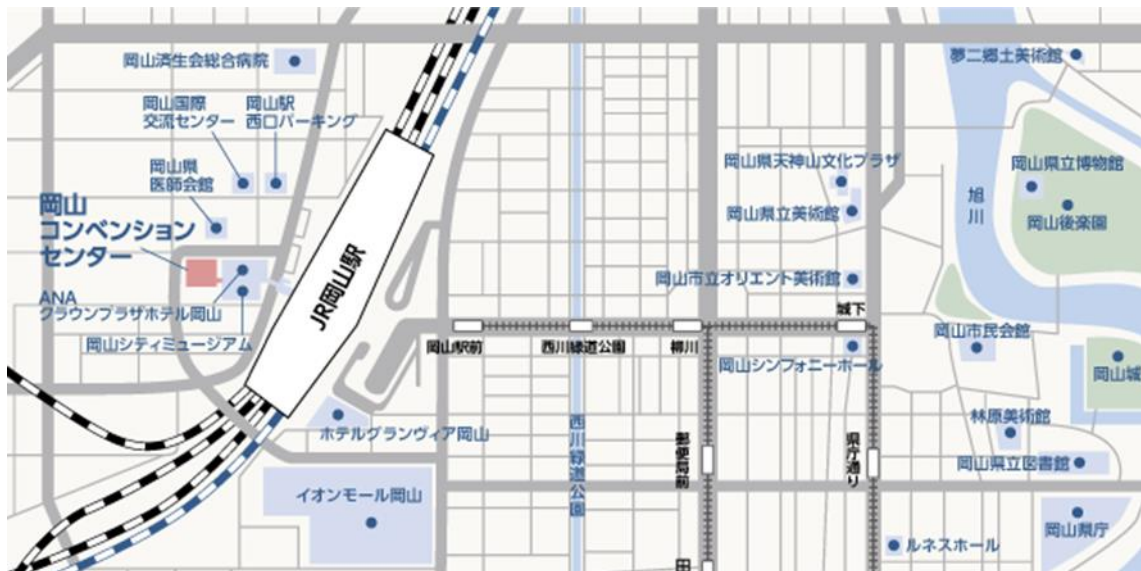 岡山済生会総合病院
夢二郷土美術館
岡山国際
交流センター
岡山駅
西口パーキング
岡山県
医師会館
岡山県天神山文化プラザ
岡山県立博物館
岡山
コンベンション
センター
岡山県立美術館
旭川
岡山後楽園
JR岡山駅
岡山市立オリエント美術館
ANA
クラウンプラザホテル岡山
岡山シティミュージアム
岡山駅前
西川緑道公園
柳川
城下
岡山市民会館
岡山シンフォニーホール
岡山城
ホテルグランヴィア岡山
西川緑道公園
郵便局前
県庁通り
林原美術館
岡山県立図書館
イオンモール岡山
岡山県庁
ルネスホール
田